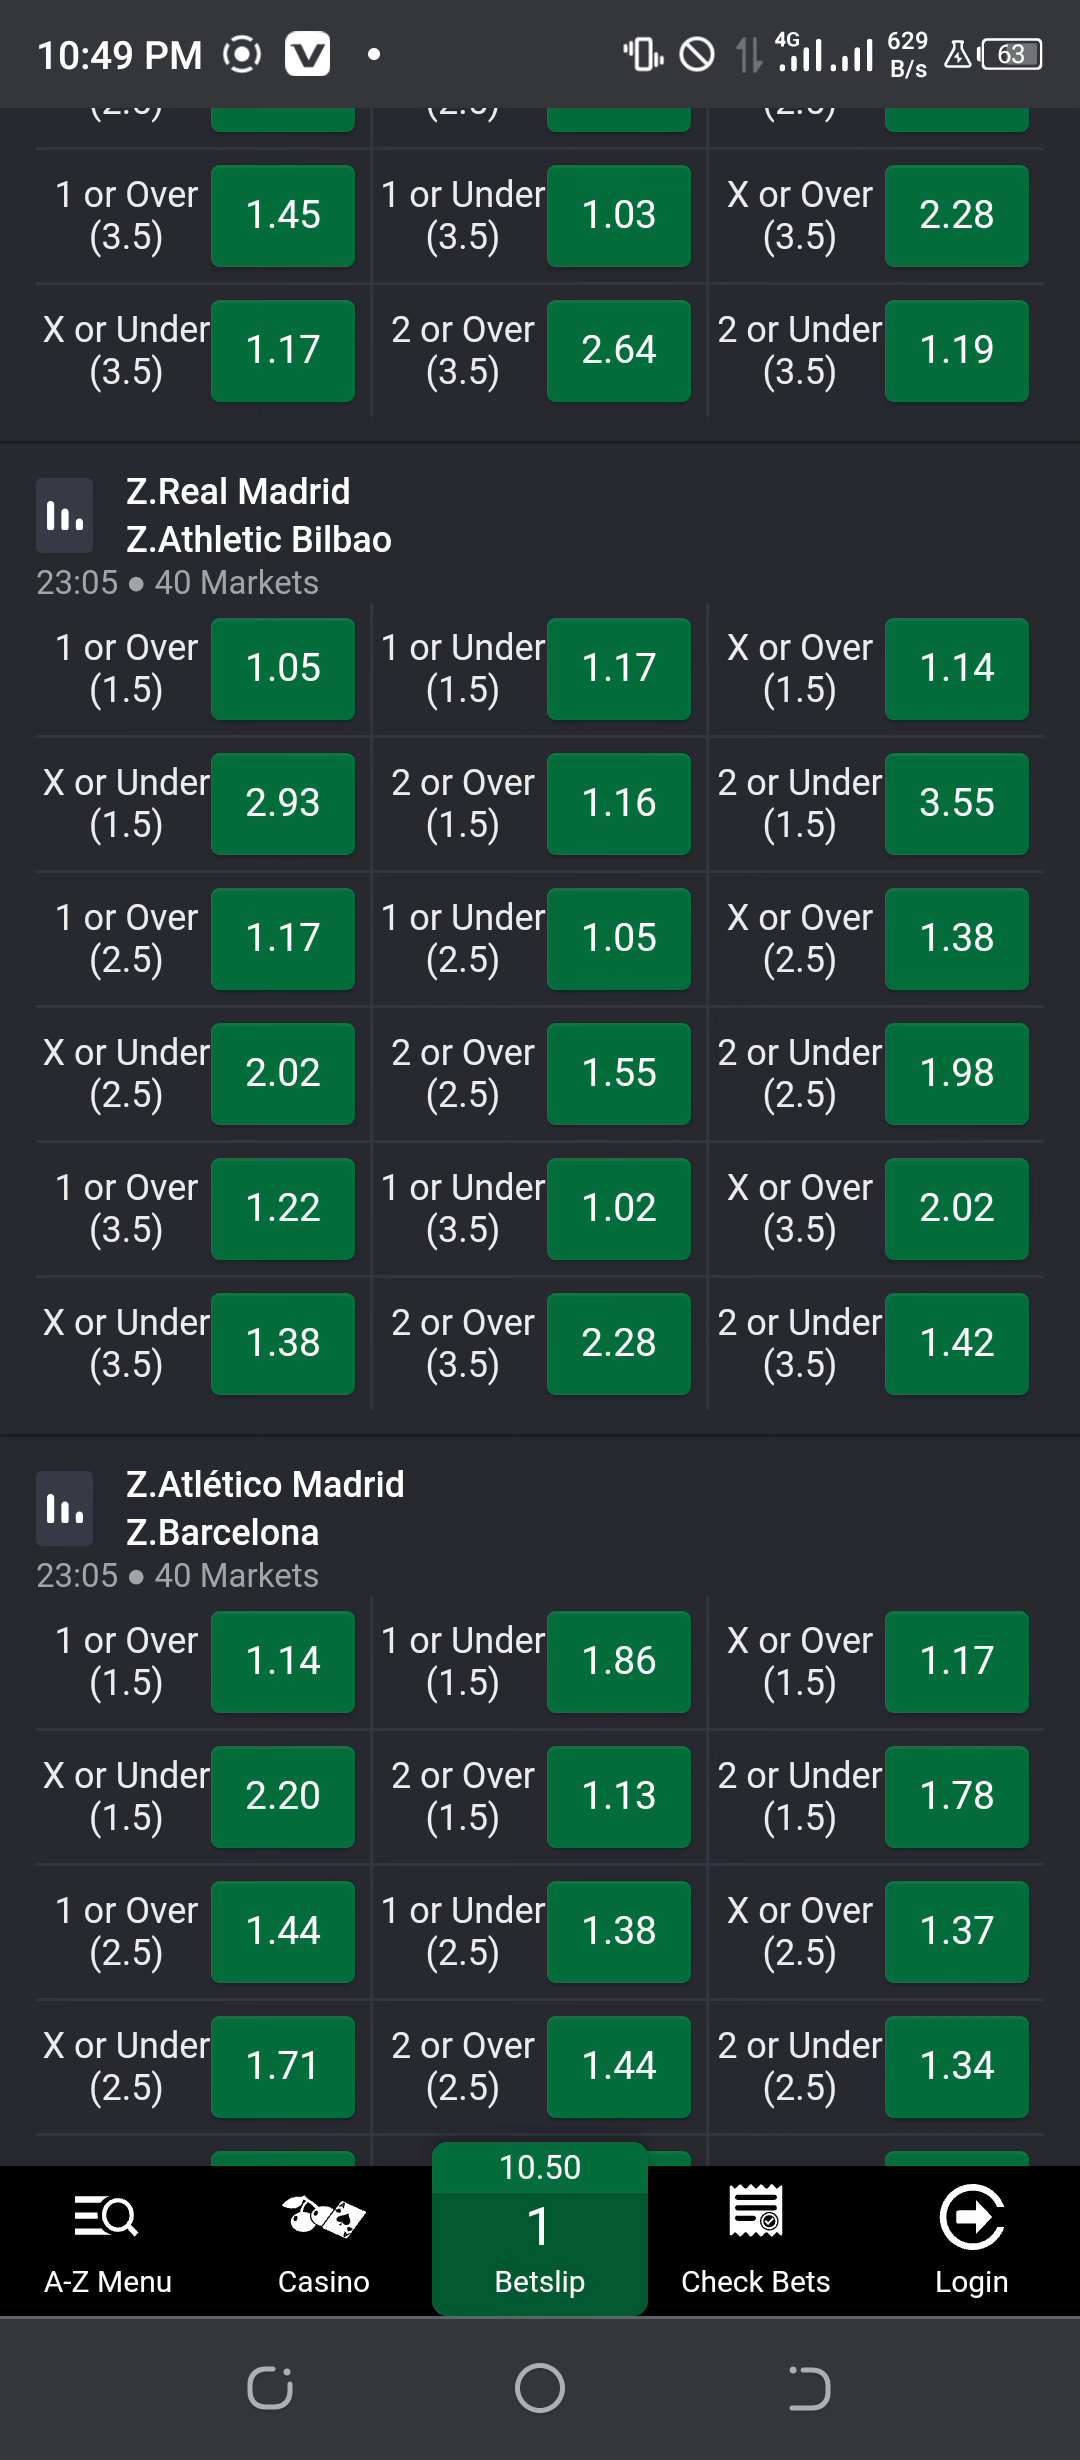 10:49 PM
4G
629
B/s
63
1 or Over
(3.5)
1.45
1 or Under
(3.5)
1.03
X or Over
(3.5)
2.28
X or Under
(3.5)
1.17
2 or Over
(3.5)
2.64
2 or Under
(3.5)
1.19
Z.Real Madrid
Z.Athletic Bilbao
23:05 ● 40 Markets
1 or Over
(1.5)
1.05
1 or Under
(1.5)
1.17
X or Over
(1.5)
1.14
X or Under
(1.5)
2.93
2 or Over
(1.5)
1.16
2 or Under
(1.5)
3.55
1 or Over
(2.5)
1.17
1 or Under
(2.5)
1.05
X or Over
(2.5)
1.38
X or Under
(2.5)
2.02
2 or Over
(2.5)
1.55
2 or Under
(2.5)
1.98
1 or Over
(3.5)
1.22
1 or Under
(3.5)
1.02
X or Over
(3.5)
2.02
X or Under
(3.5)
1.38
2 or Over
(3.5)
2.28
2 or Under
(3.5)
1.42
Z.Atlético Madrid
Z.Barcelona
23:05 ● 40 Markets
1 or Over
(1.5)
1.14
1 or Under
(1.5)
1.86
X or Over
(1.5)
1.17
X or Under
(1.5)
2.20
2 or Over
(1.5)
1.13
2 or Under
(1.5)
1.78
1 or Over
(2.5)
1.44
1 or Under
(2.5)
1.38
X or Over
(2.5)
1.37
X or Under
(2.5)
1.71
2 or Over
(2.5)
1.44
2 or Under
(2.5)
1.34
10.50
1
A-Z Menu
Casino
Betslip
Check Bets
Login